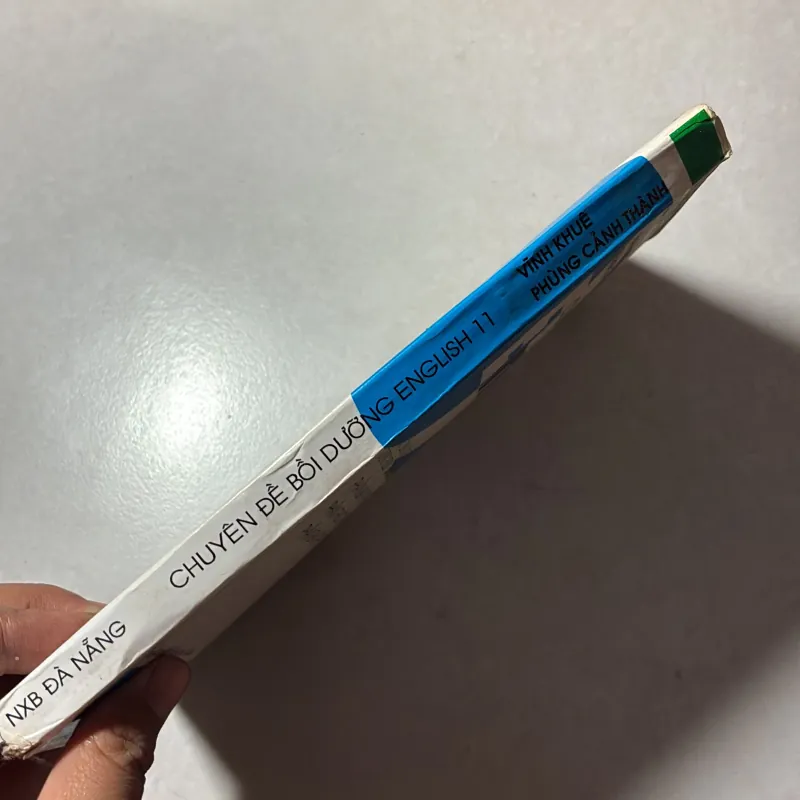 NXB ĐÀ NẴNG
CHUYÊN ĐỀ BỒI DƯỠNG ENGLISH 11
VĨNH KHUÊ
PHÙNG CẢNH THÀNH